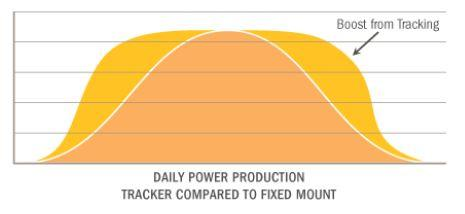 Boost from Tracking
DAILY POWER PRODUCTION
TRACKER COMPARED TO FIXED MOUNT